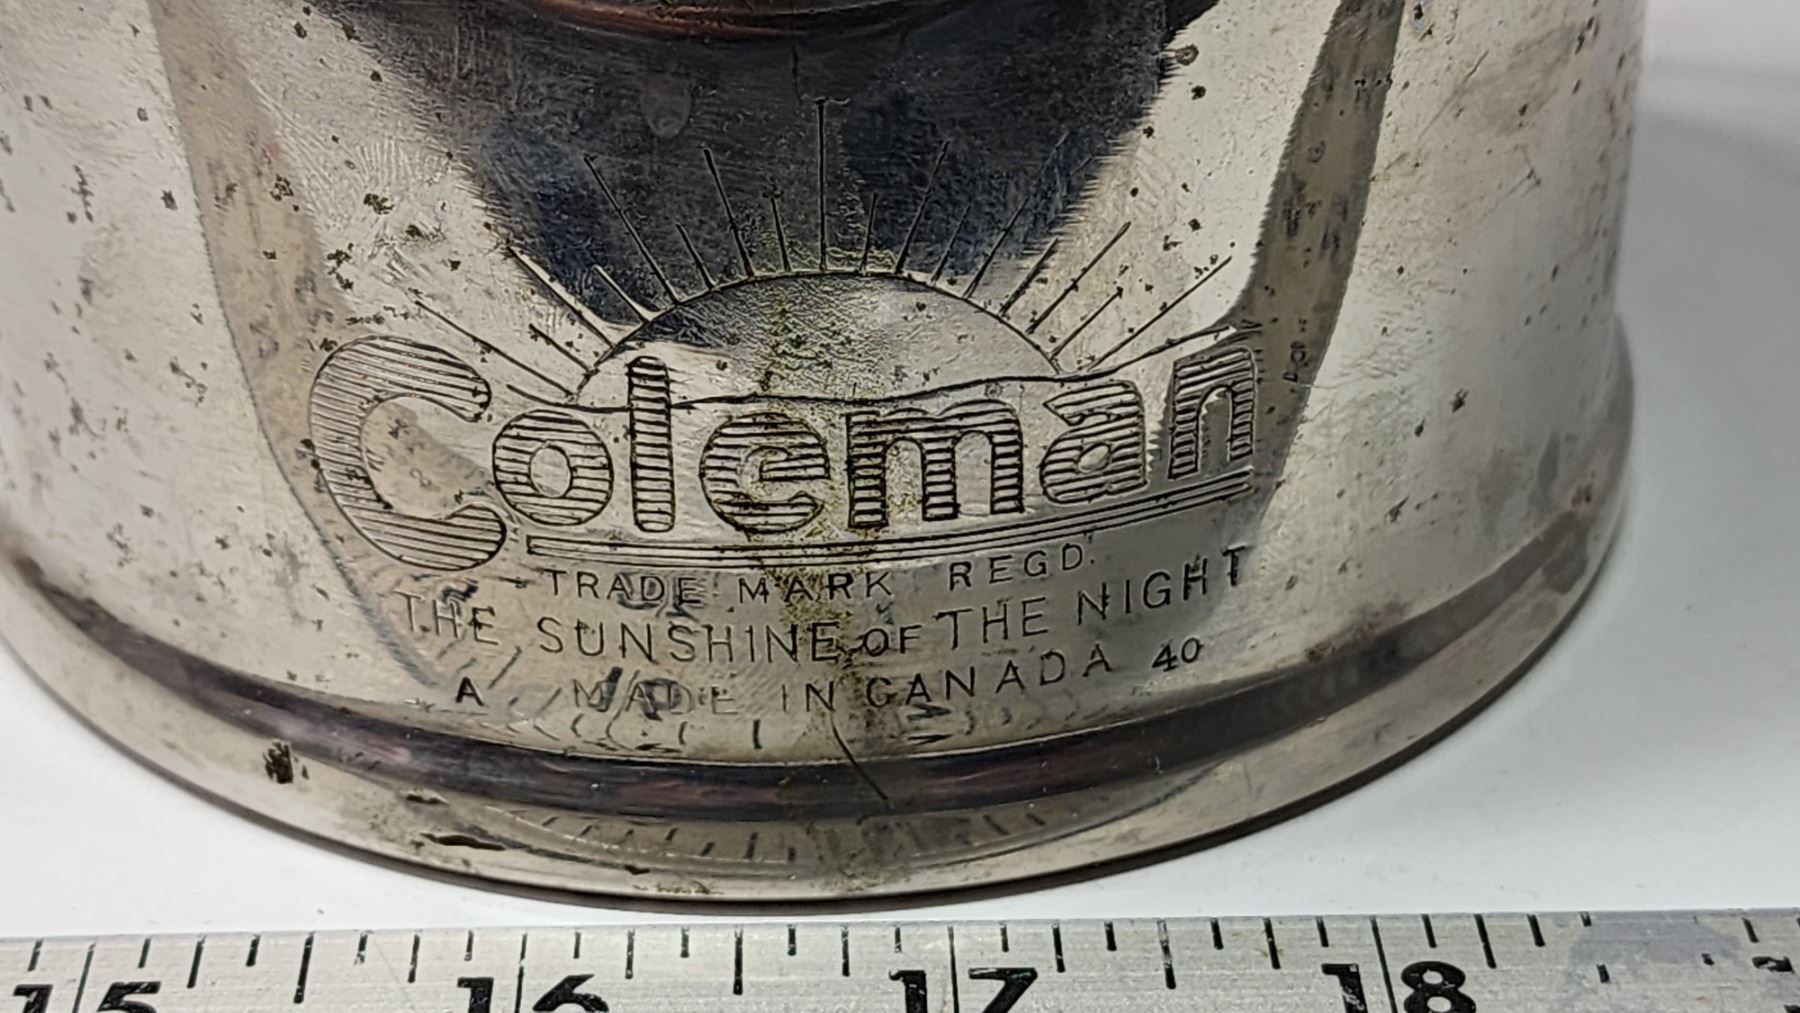 Coleman
TRADE MARK REGD.
THE SUNSHINE OF THE NIGHT
A MADE IN CANADA 40
15 16 17 18